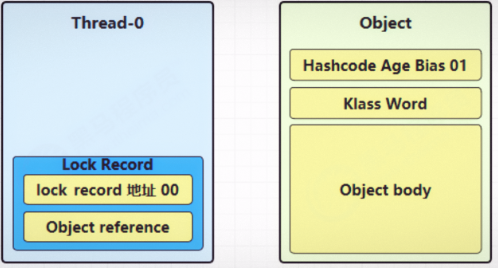 Thread-0
Lock Record
lock record 地址 00
Object reference
Object
Hashcode Age Bias 01
Klass Word
Object body